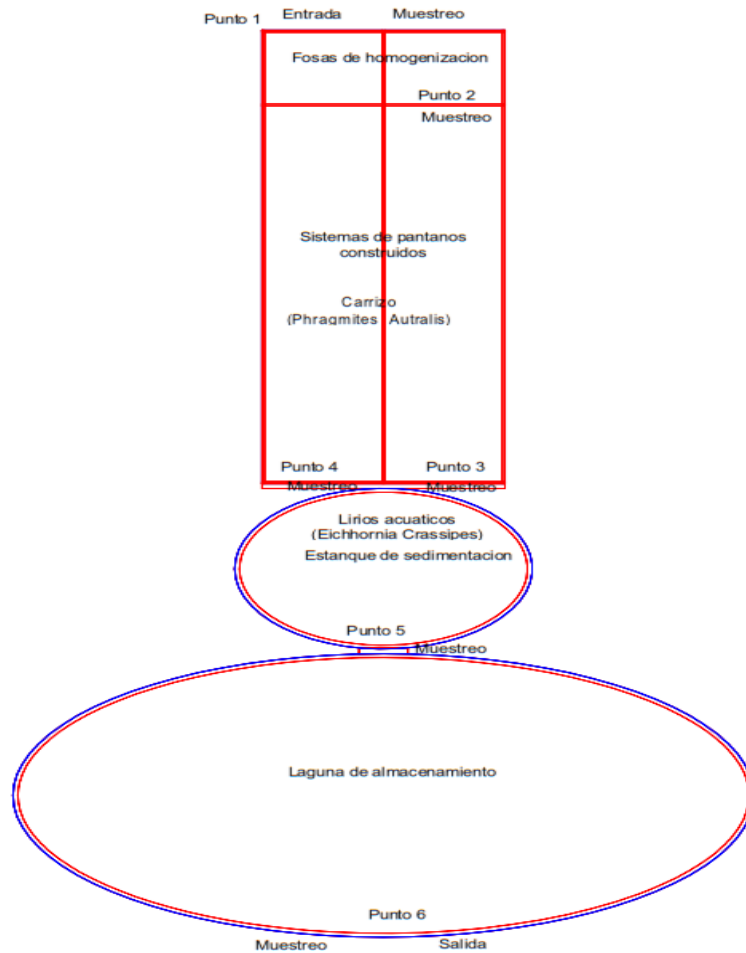 Punto 1
Entrada
Muestreo
Fosas de homogenizacion
Punto 2
Muestreo
Sistemas de pantanos
construidos
Carrizo
(Phragmites Autralis)
Punto 4
Punto 3
Muestreo
Muestreo
Lirios acuaticos
(Eichhornia Crassipes)
Estanque de sedimentacion
Punto 5
Muestreo
Laguna de almacenamiento
Punto 6
Muestreo
Salida